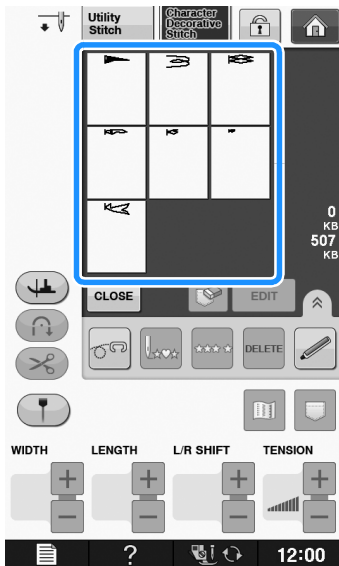 Utility
Stitch
Character
Decorative
Stitch
0
KB
507
KB
CLOSE
EDIT
DELETE
WIDTH
LENGTH
L/R SHIFT
TENSION
?
12:00